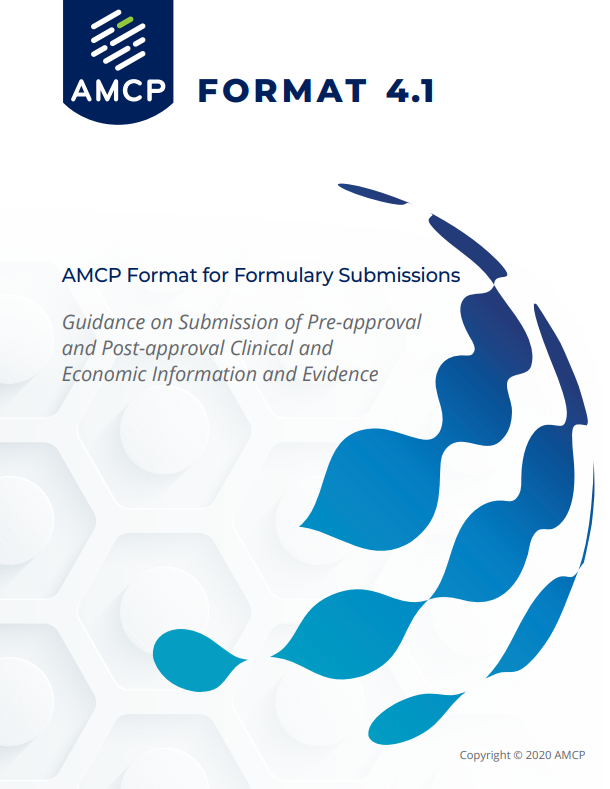 AMCP
FORMAT 4.1
AMCP Format for Formulary Submissions
Guidance on Submission of Pre-approval
and Post-approval Clinical and
Economic Information and Evidence
Copyright © 2020 AMCP